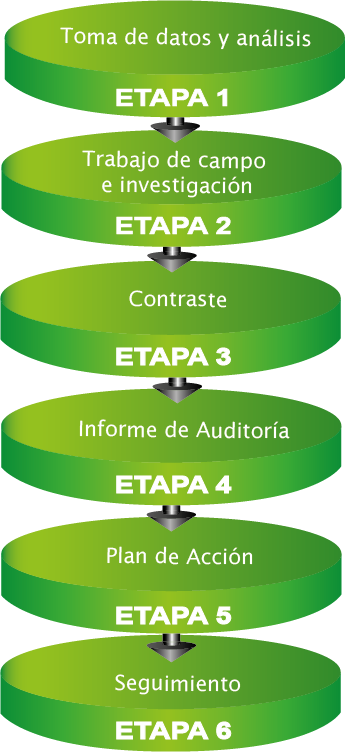 Toma de datos y análisis
ETAPA 1
Trabajo de campo
e investigación
ETAPA 2
Contraste
ETAPA 3
Informe de Auditoría
ETAPA 4
Plan de Acción
ETAPA 5
Seguimiento
ETAPA 6